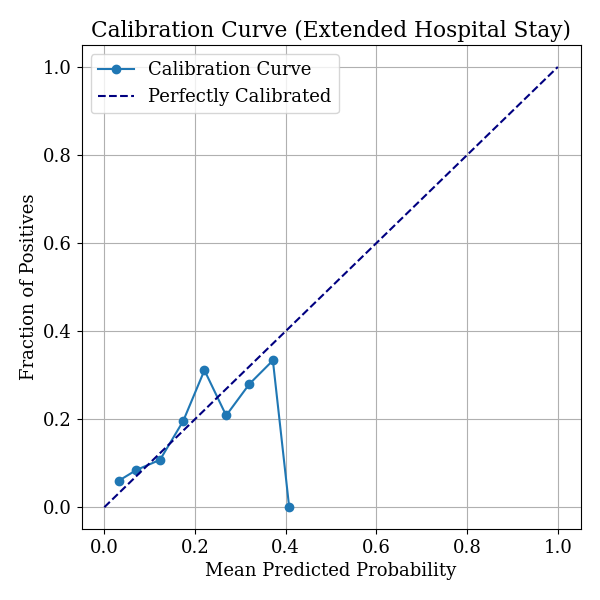 Calibration Curve (Extended Hospital Stay)
Calibration Curve
Perfectly Calibrated
Fraction of Positives
1.0
0.8
0.6
0.4
0.2
0.0
0.0 0.2 0.4 0.6 0.8 1.0
Mean Predicted Probability